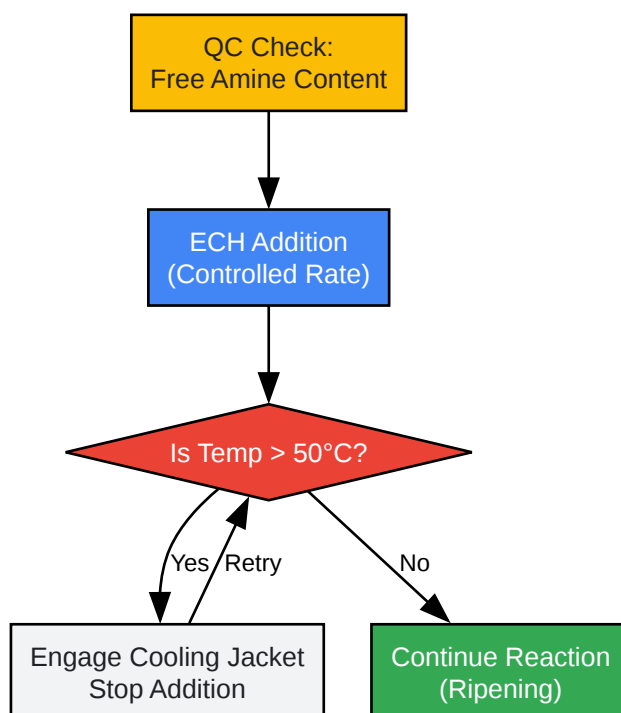 QC Check:
Free Amine Content
ECH Addition
(Controlled Rate)
Is Temp > 50°C?
Yes
Retry
No
Engage Cooling Jacket
Stop Addition
Continue Reaction
(Ripening)